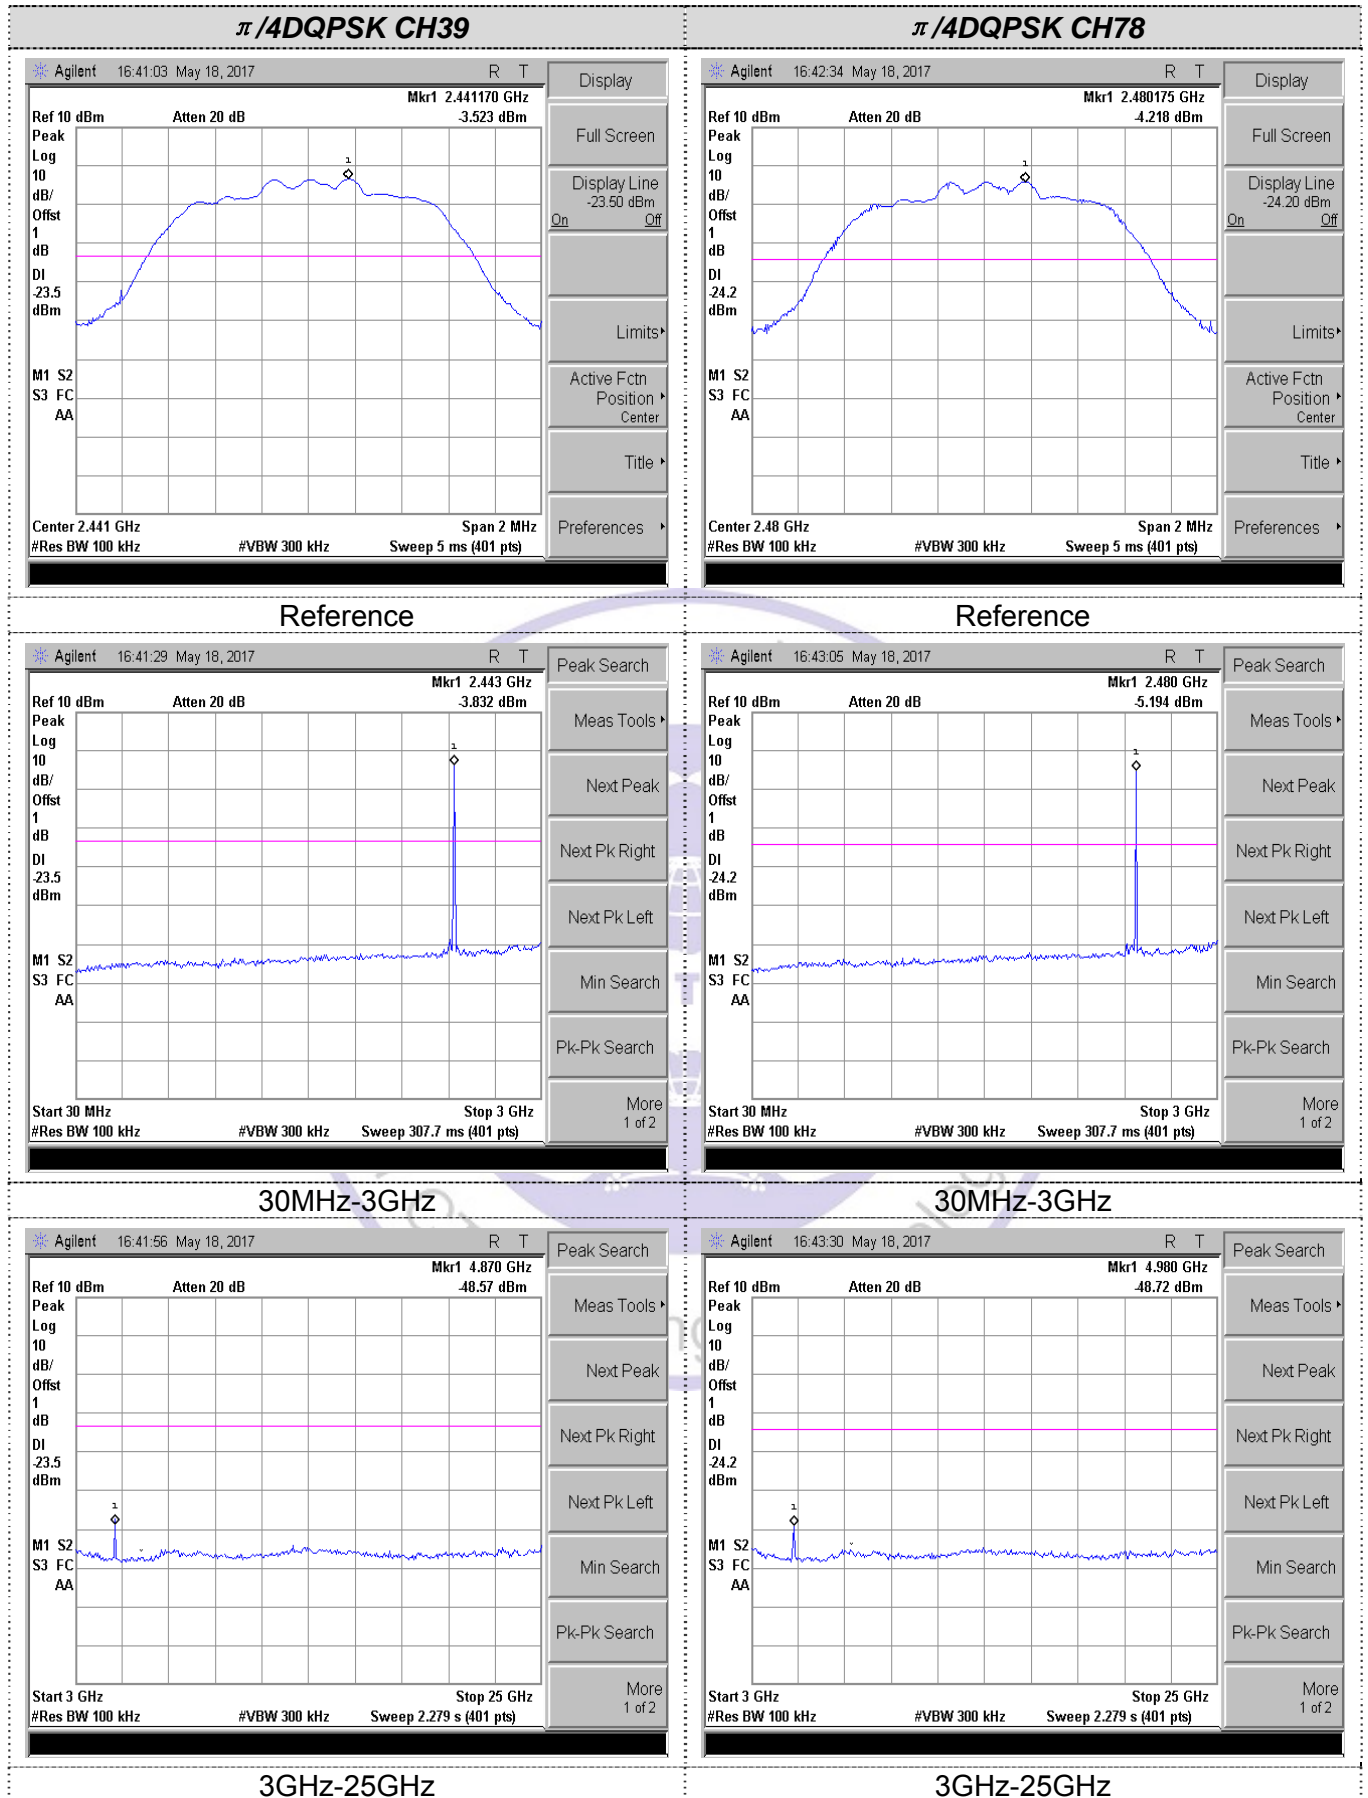 π/4DQPSK CH39
π/4DQPSK CH78
Agilent 16:41:03 May 18, 2017 R T
Mkr1 2.441170 GHz
Ref 10 dBm Atten 20 dB -3.523 dBm
Peak
Log
10
dB/
Offst
1
dB
DI
-23.5
dBm
M1 S2
S3 FC
AA
1
Center 2.441 GHz Span 2 MHz
#Res BW 100 kHz #VBW 300 kHz Sweep 5 ms (401 pts)
Display
Full Screen
Display Line
-23.50 dBm
On Off
Limits
Active Fctn
Position
Center
Title
Preferences
Agilent 16:42:34 May 18, 2017 R T
Mkr1 2.480175 GHz
Ref 10 dBm Atten 20 dB -4.218 dBm
Peak
Log
10
dB/
Offst
1
dB
DI
-24.2
dBm
M1 S2
S3 FC
AA
1
Center 2.48 GHz Span 2 MHz
#Res BW 100 kHz #VBW 300 kHz Sweep 5 ms (401 pts)
Display
Full Screen
Display Line
-24.20 dBm
On Off
Limits
Active Fctn
Position
Center
Title
Preferences
Reference
Reference
Agilent 16:41:29 May 18, 2017 R T
Mkr1 2.443 GHz
Ref 10 dBm Atten 20 dB -3.832 dBm
Peak
Log
10
dB/
Offst
1
dB
DI
-23.5
dBm
M1 S2
S3 FC
AA
1
Start 30 MHz Stop 3 GHz
#Res BW 100 kHz #VBW 300 kHz Sweep 307.7 ms (401 pts)
Peak Search
Meas Tools
Next Peak
Next Pk Right
Next Pk Left
Min Search
Pk-Pk Search
More
1 of 2
Agilent 16:43:05 May 18, 2017 R T
Mkr1 2.480 GHz
Ref 10 dBm Atten 20 dB -5.194 dBm
Peak
Log
10
dB/
Offst
1
dB
DI
-24.2
dBm
M1 S2
S3 FC
AA
1
Start 30 MHz Stop 3 GHz
#Res BW 100 kHz #VBW 300 kHz Sweep 307.7 ms (401 pts)
Peak Search
Meas Tools
Next Peak
Next Pk Right
Next Pk Left
Min Search
Pk-Pk Search
More
1 of 2
30MHz-3GHz
30MHz-3GHz
Agilent 16:41:56 May 18, 2017 R T
Mkr1 4.870 GHz
Ref 10 dBm Atten 20 dB -48.57 dBm
Peak
Log
10
dB/
Offst
1
dB
DI
-23.5
dBm
M1 S2
S3 FC
AA
1
Start 3 GHz Stop 25 GHz
#Res BW 100 kHz #VBW 300 kHz Sweep 2.279 s (401 pts)
Peak Search
Meas Tools
Next Peak
Next Pk Right
Next Pk Left
Min Search
Pk-Pk Search
More
1 of 2
Agilent 16:43:30 May 18, 2017 R T
Mkr1 4.980 GHz
Ref 10 dBm Atten 20 dB -48.72 dBm
Peak
Log
10
dB/
Offst
1
dB
DI
-24.2
dBm
M1 S2
S3 FC
AA
1
Start 3 GHz Stop 25 GHz
#Res BW 100 kHz #VBW 300 kHz Sweep 2.279 s (401 pts)
Peak Search
Meas Tools
Next Peak
Next Pk Right
Next Pk Left
Min Search
Pk-Pk Search
More
1 of 2
3GHz-25GHz
3GHz-25GHz